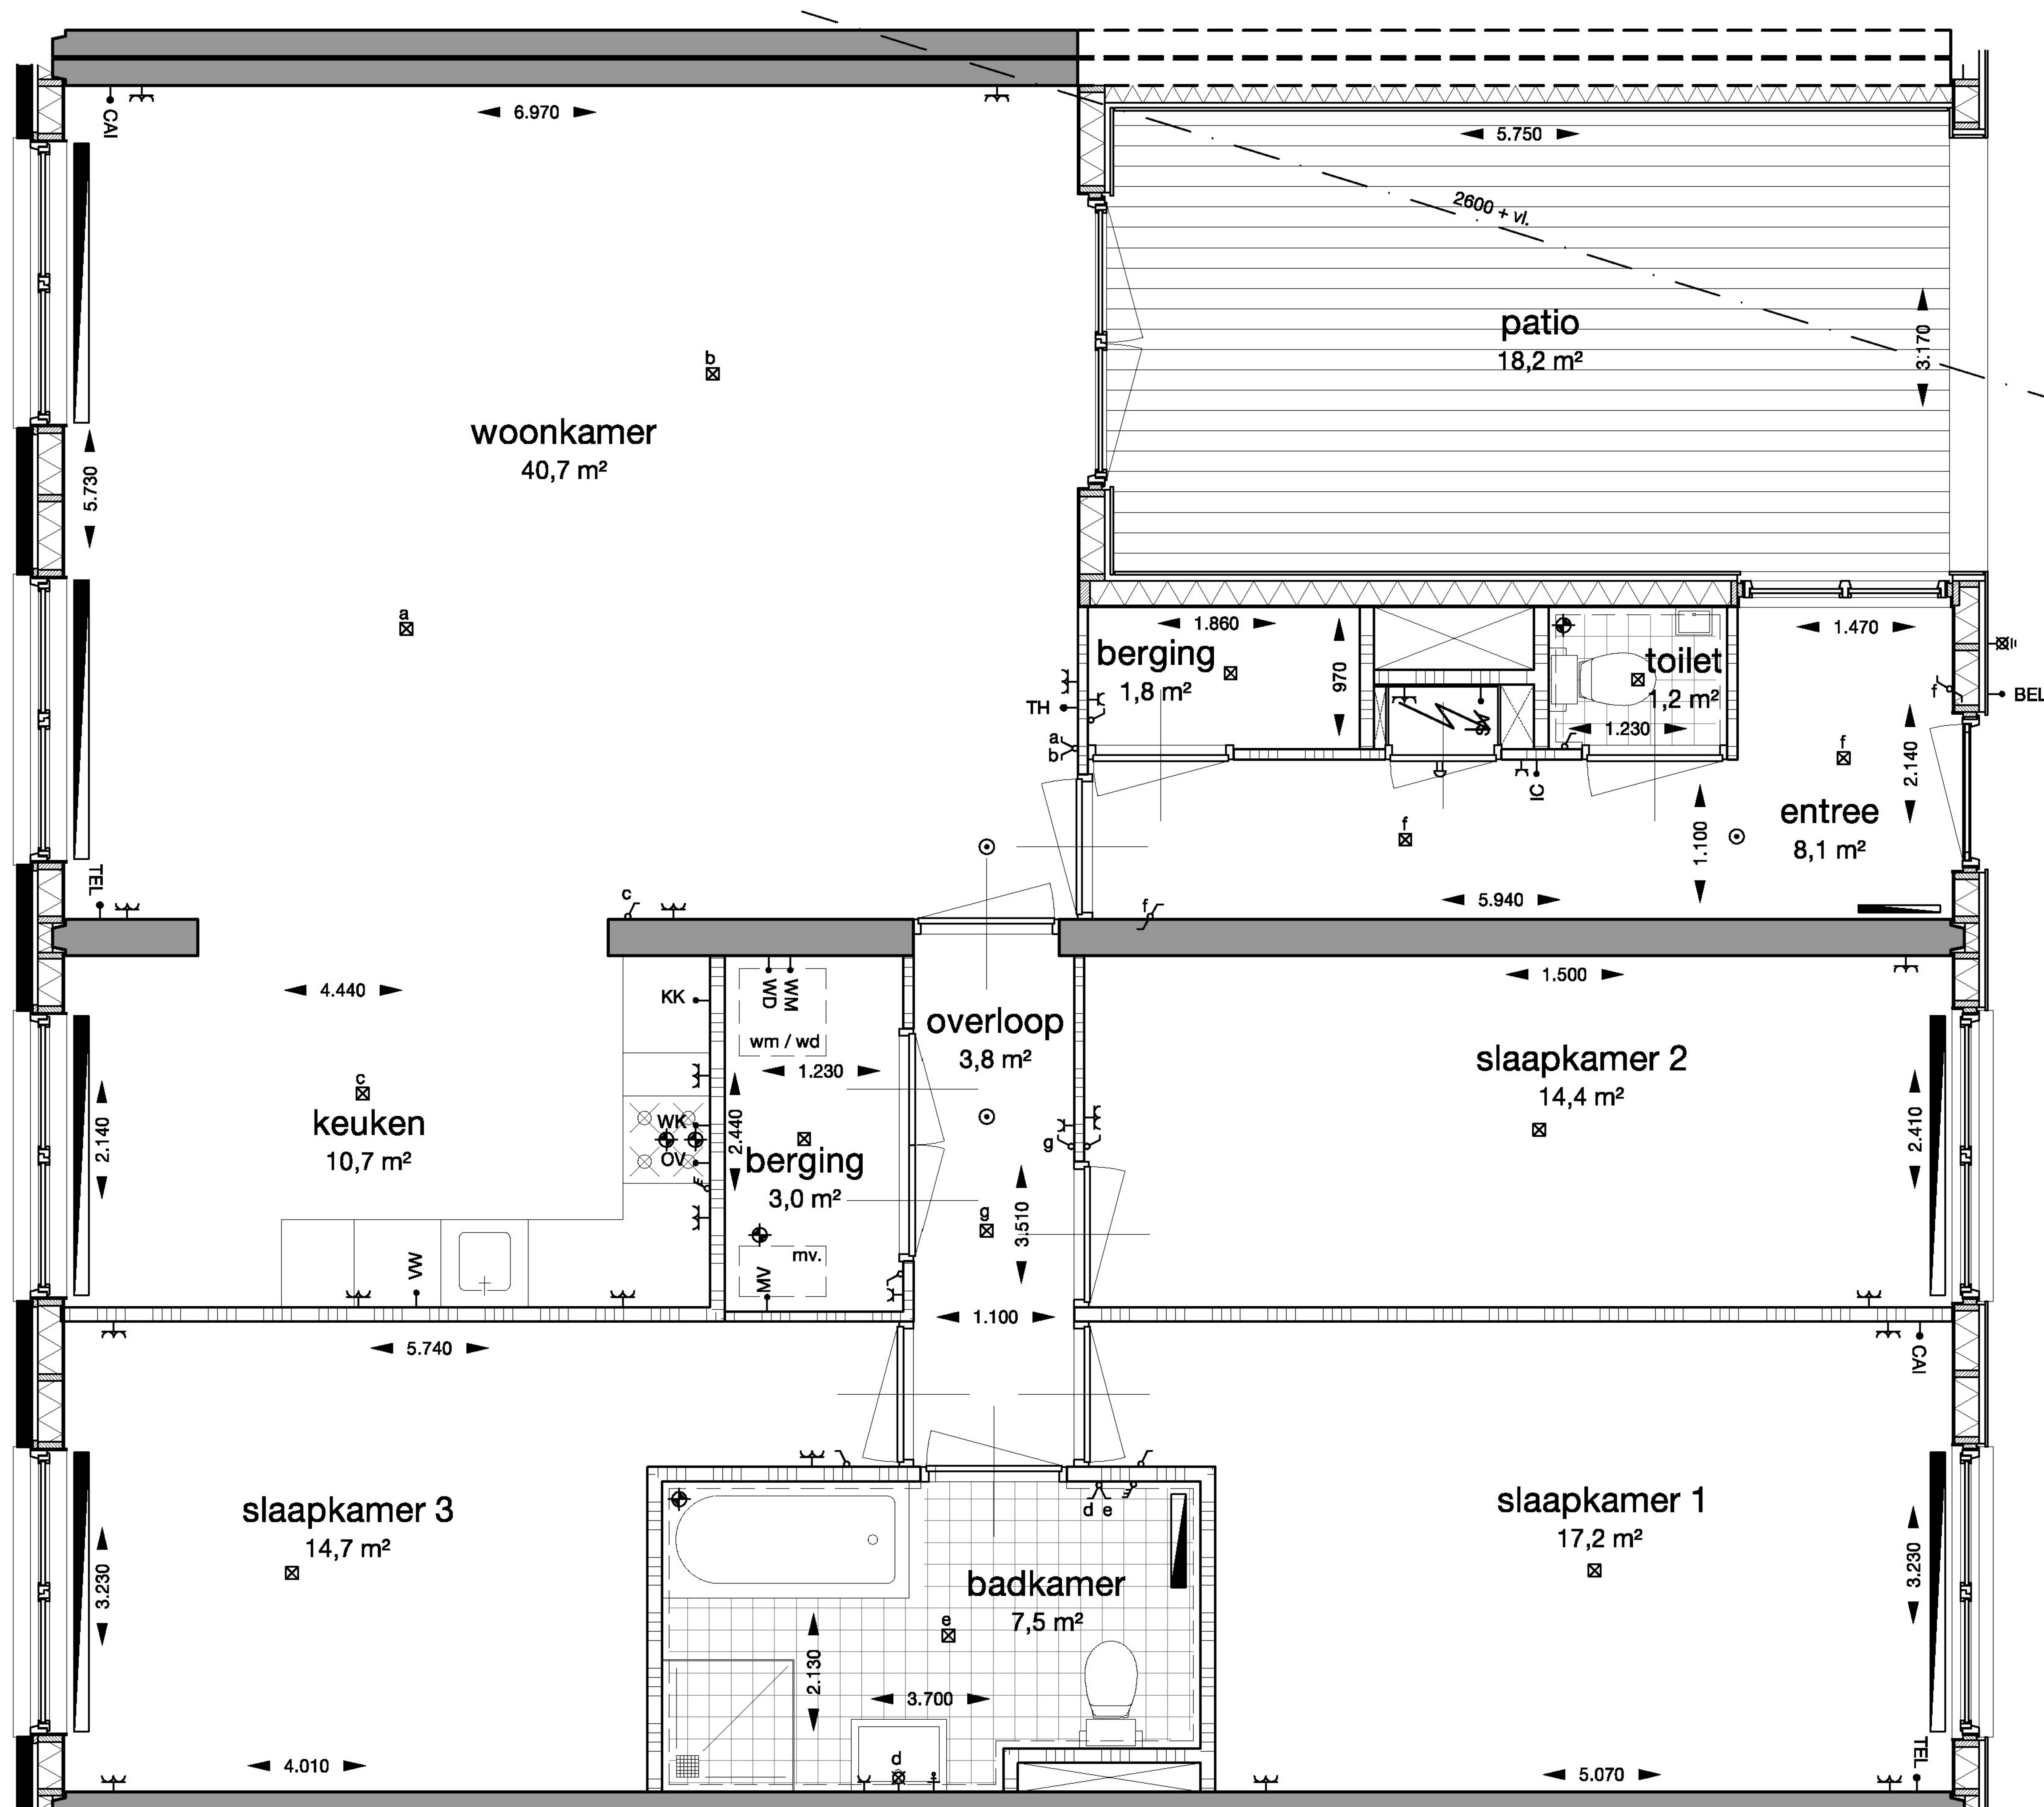 CAI
6.970
5.750
2600 + vl.
patio
18,2 m²
3.170
b
woonkamer
40,7 m²
5.730
a
1.860
berging
1,8 m²
970
toilet
1,2 m²
1.230
1.470
f
BEL
TH
a
b
f
2.140
IC
1.100
entree
8,1 m²
f
5.940
f
TEL
c
4.440
KK
WD
WM
wm / wd
1.230
overloop
3,8 m²
1.500
slaapkamer 2
14,4 m²
2.410
c
keuken
10,7 m²
2.140
WK
OV
2.440
berging
3,0 m²
g
g
3.510
VW
mv.
MV
1.100
5.740
CAI
slaapkamer 3
14,7 m²
3.230
d e
slaapkamer 1
17,2 m²
3.230
badkamer
7,5 m²
e
2.130
3.700
4.010
d
5.070
TEL